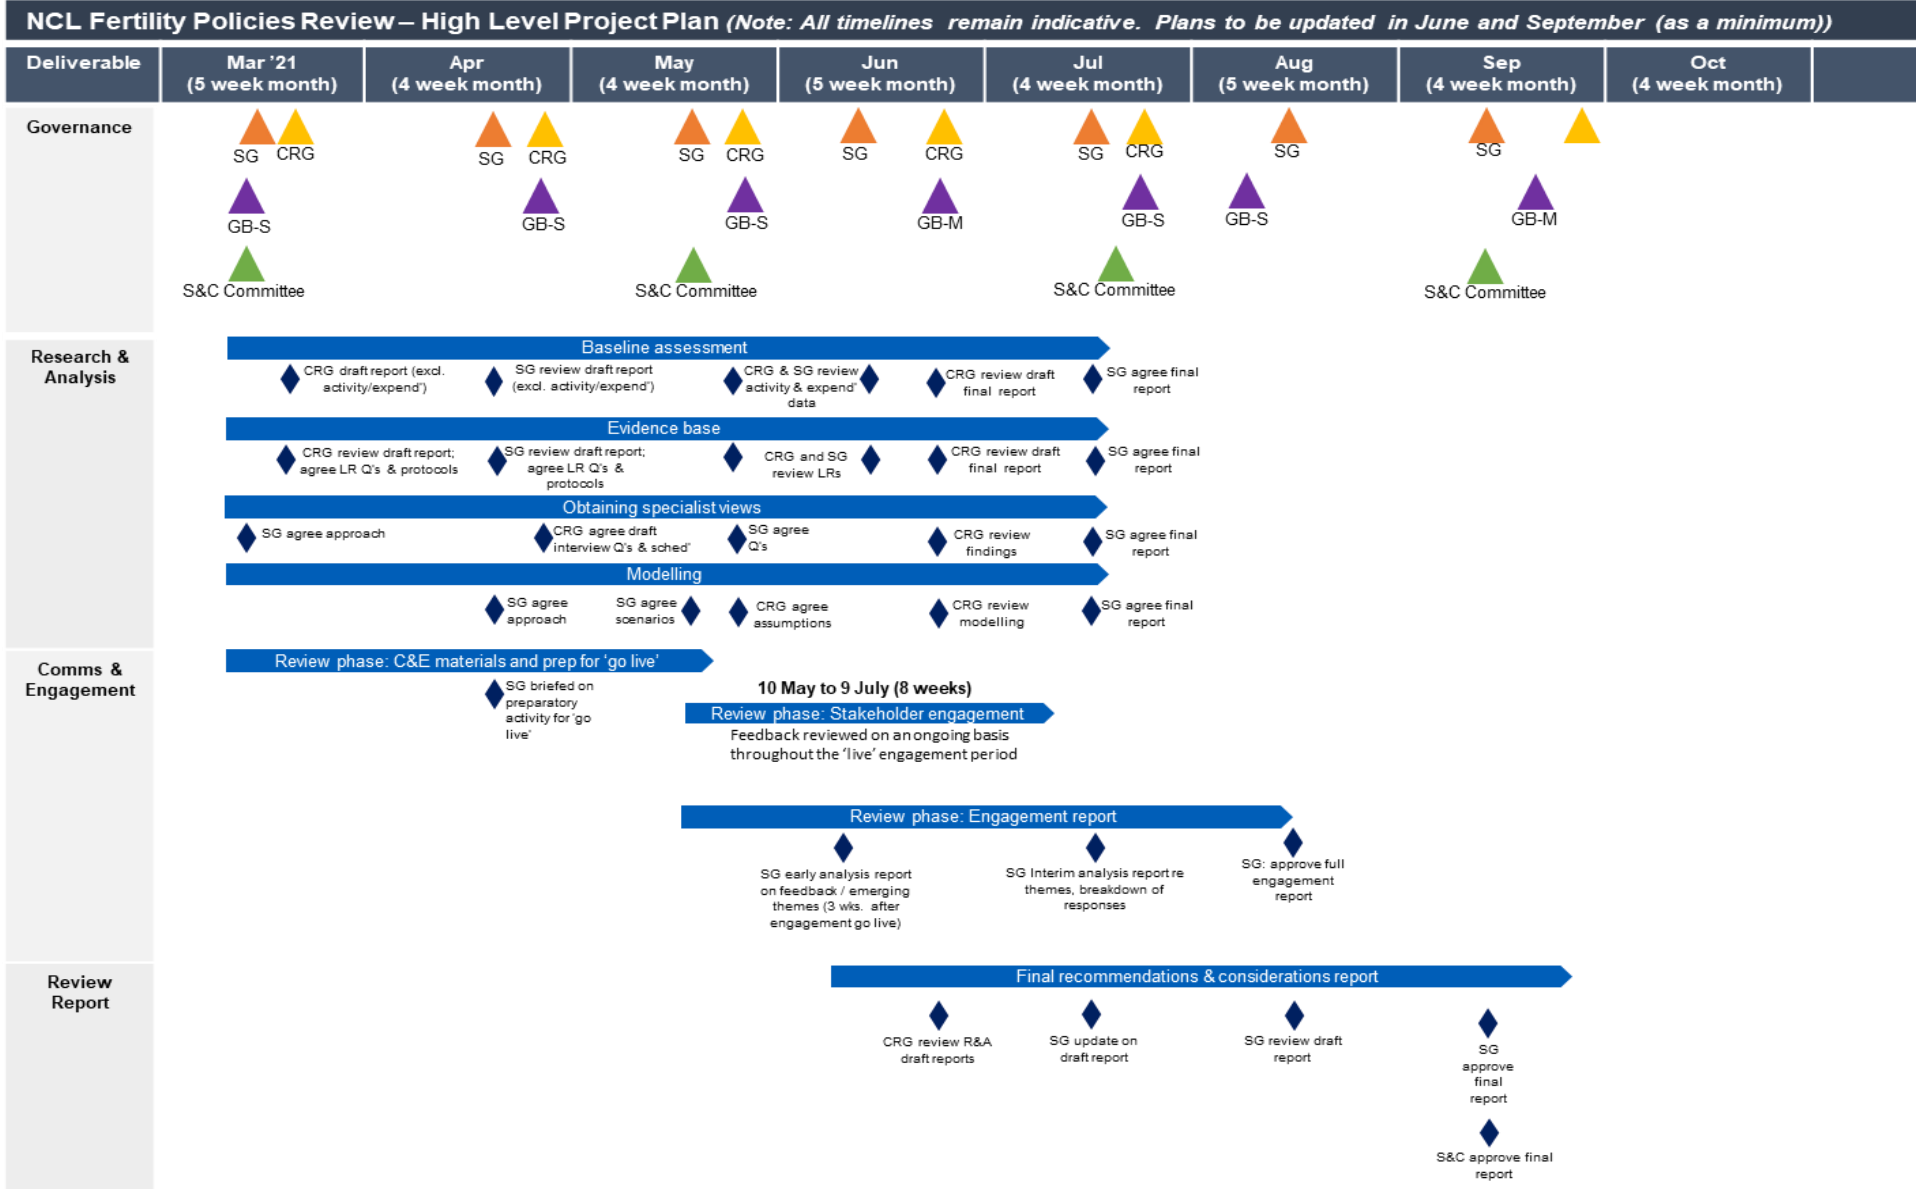 NCL Fertility Policies Review – High Level Project Plan (Note: All timelines remain indicative. Plans to be updated in June and September (as a minimum))
Deliverable
Mar '21
(5 week month)
Apr
(4 week month)
May
(4 week month)
Jun
(5 week month)
Jul
(4 week month)
Aug
(5 week month)
Sep
(4 week month)
Oct
(4 week month)
Governance
SG
CRG
SG
CRG
SG
CRG
SG
CRG
SG
CRG
SG
SG
GB-S
GB-S
GB-S
GB-M
GB-S
GB-S
GB-M
S&C Committee
S&C Committee
S&C Committee
S&C Committee
Research &
Analysis
Baseline assessment
CRG draft report (excl.
activity/expend')
SG review draft report
(excl. activity/expend')
CRG & SG review
activity & expend'
data
CRG review draft
final report
SG agree final
report
Evidence base
CRG review draft report;
agree LR Q's & protocols
SG review draft report;
agree LR Q's &
protocols
CRG and SG
review LRs
CRG review draft
final report
SG agree final
report
Obtaining specialist views
SG agree approach
CRG agree draft
interview Q's & sched'
SG agree
Q's
CRG review
findings
SG agree final
report
Modelling
SG agree
approach
SG agree
scenarios
CRG agree
assumptions
CRG review
modelling
SG agree final
report
Comms &
Engagement
Review phase: C&E materials and prep for 'go live'
SG briefed on
preparatory
activity for 'go
live'
10 May to 9 July (8 weeks)
Review phase: Stakeholder engagement
Feedback reviewed on an ongoing basis
throughout the 'live' engagement period
Review phase: Engagement report
SG early analysis report
on feedback / emerging
themes (3 wks. after
engagement go live)
SG Interim analysis report re
themes, breakdown of
responses
SG: approve full
engagement
report
Review
Report
Final recommendations & considerations report
CRG review R&A
draft reports
SG update on
draft report
SG review draft
report
SG
approve
final
report
S&C approve final
report